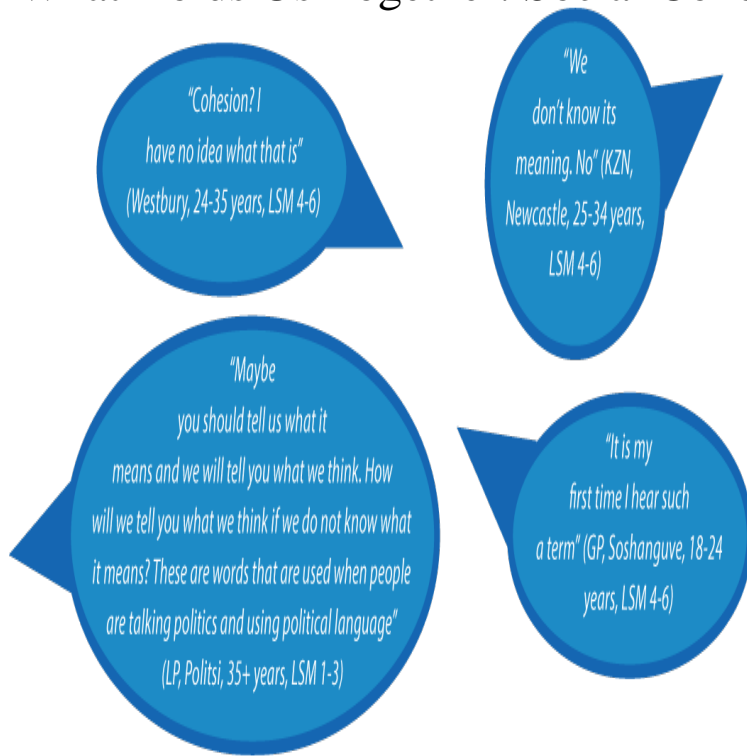 “Cohesion? I
have no idea what that is”
(Westbury, 24-35 years, LSM 4-6)
“We
don’t know its
meaning. No” (KZN,
Newcastle, 25-34 years,
LSM 4-6)
“Maybe
you should tell us what it
means and we will tell you what we think. How
will we tell you what we think if we do not know what
it means? These are words that are used when people
are talking politics and using political language”
(LP, Politsi, 35+ years, LSM 1-3)
“It is my
first time I hear such
a term” (GP, Soshanguve, 18-24
years, LSM 4-6)